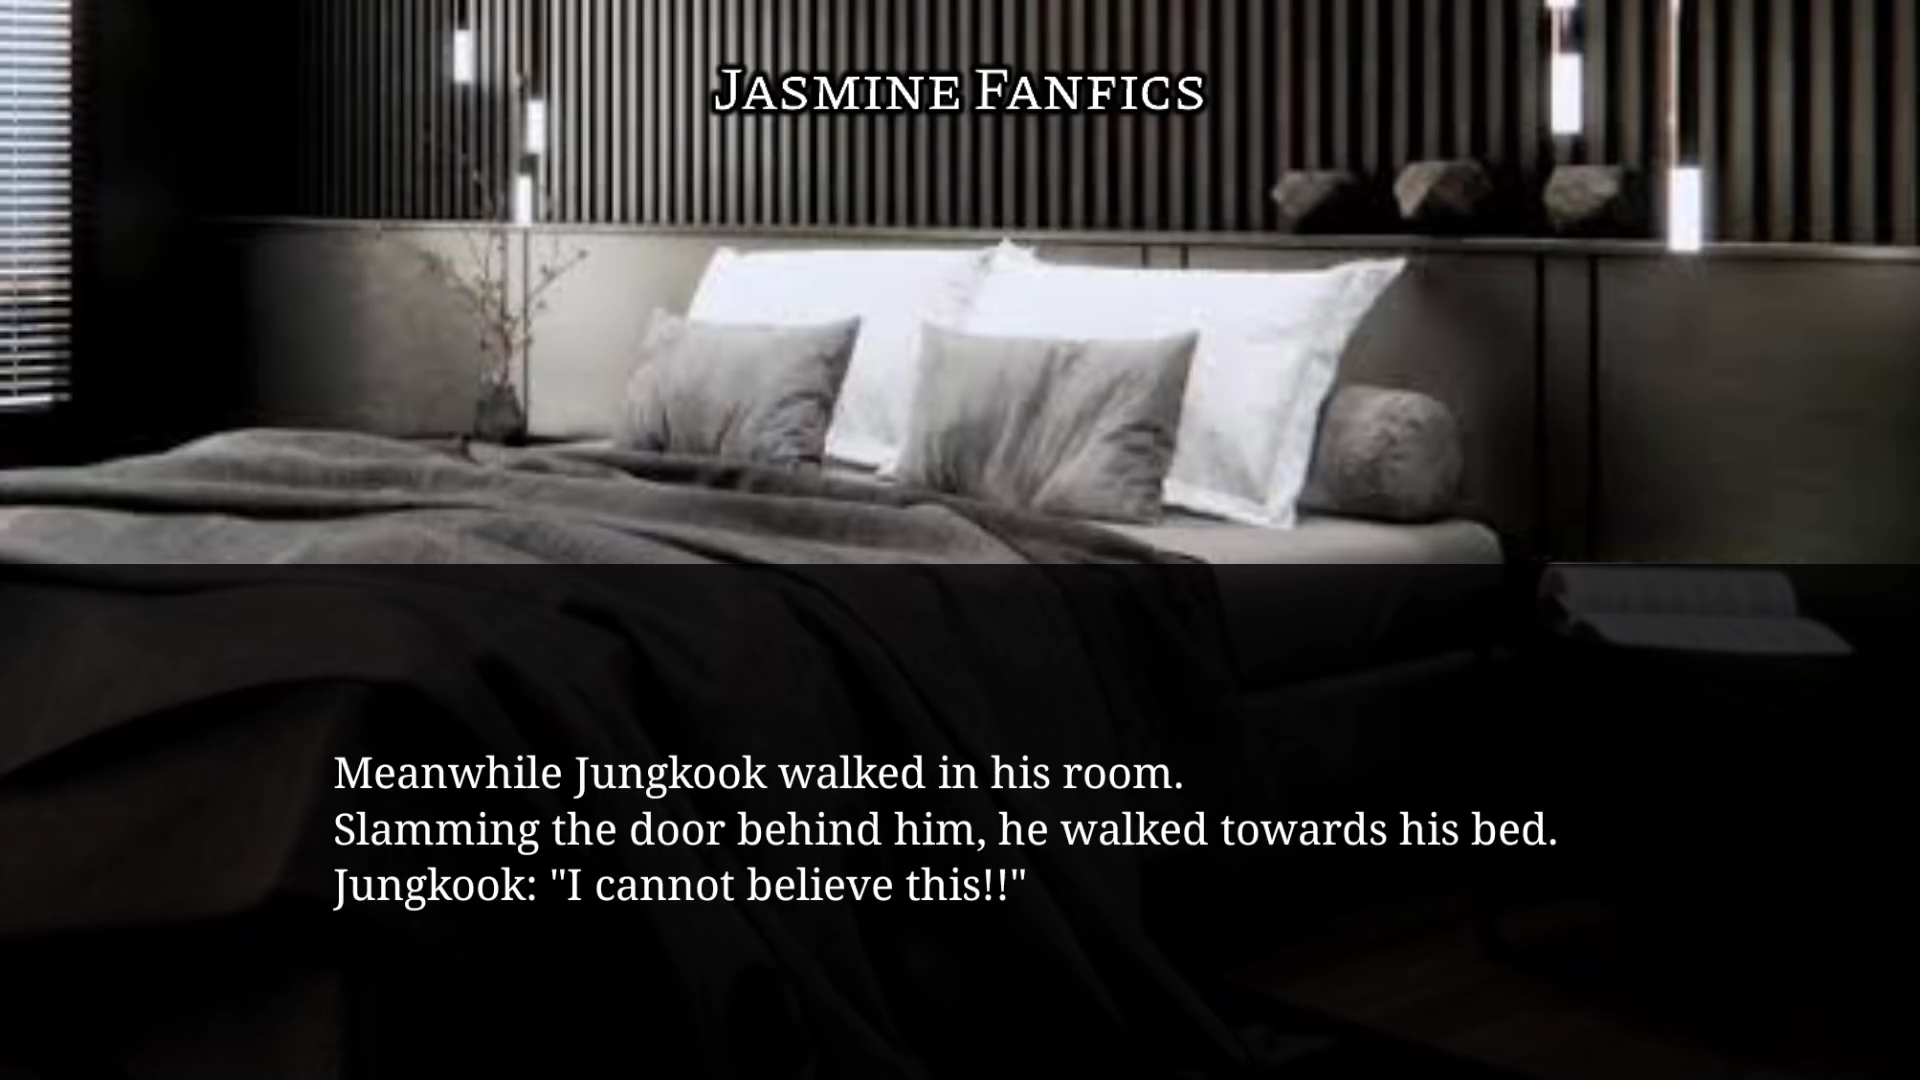 Jasmine Fanfics
Meanwhile Jungkook walked in his room.
Slamming the door behind him, he walked towards his bed.
Jungkook: "I cannot believe this!!"